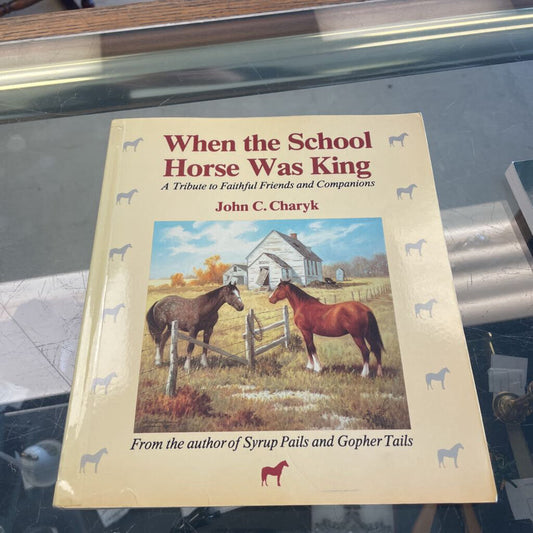 When the School
Horse Was King
A Tribute to Faithful Friends and Companions
John C. Charyk
From the author of Syrup Pails and Gopher Tails